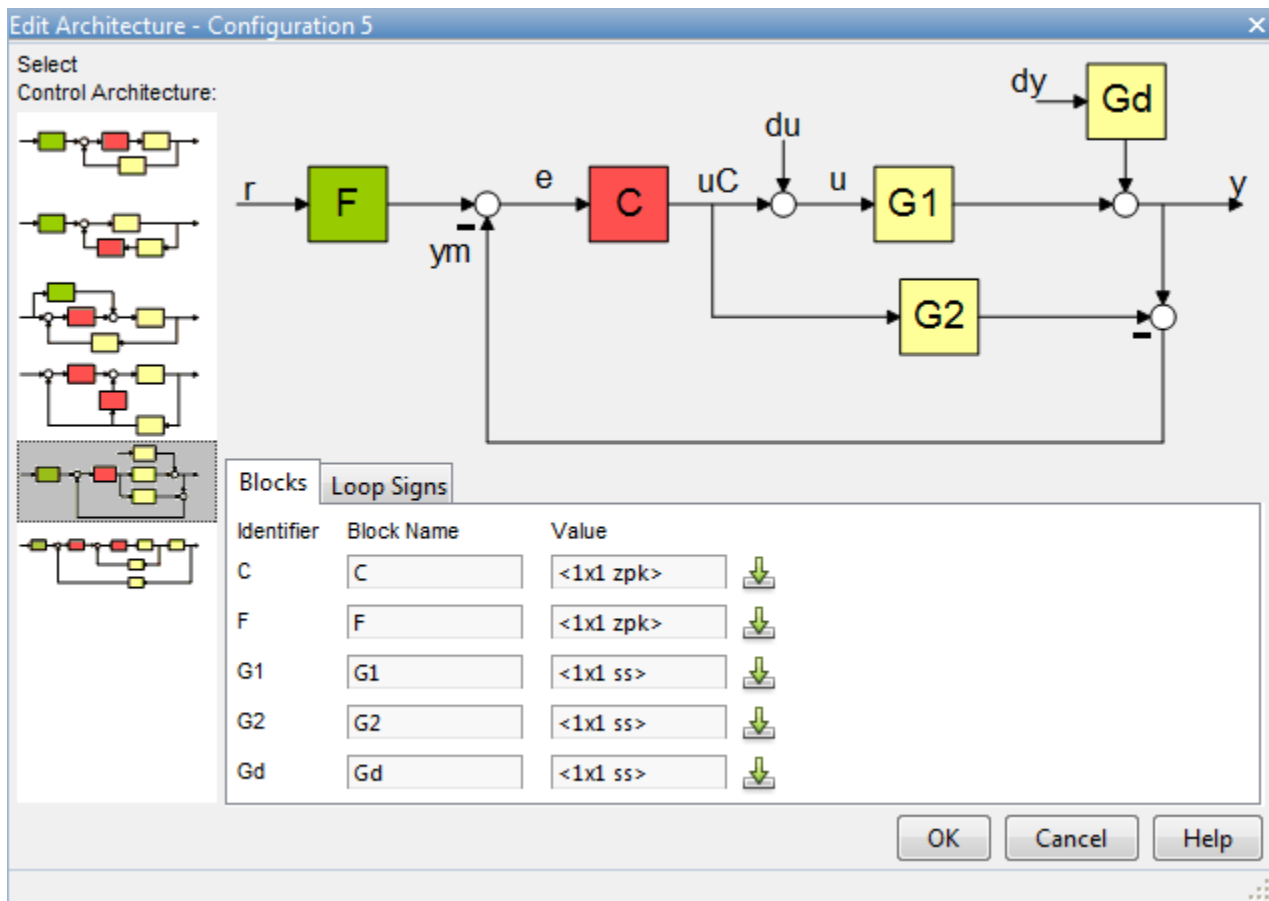 Edit Architecture - Configuration 5
Select
Control Architecture:
dy
Gd
du
r
F
e
C
uC
u
G1
y
ym
G2
Blocks
Loop Signs
Identifier Block Name Value
C C <1x1 zpk>
F F <1x1 zpk>
G1 G1 <1x1 ss>
G2 G2 <1x1 ss>
Gd Gd <1x1 ss>
OK Cancel Help